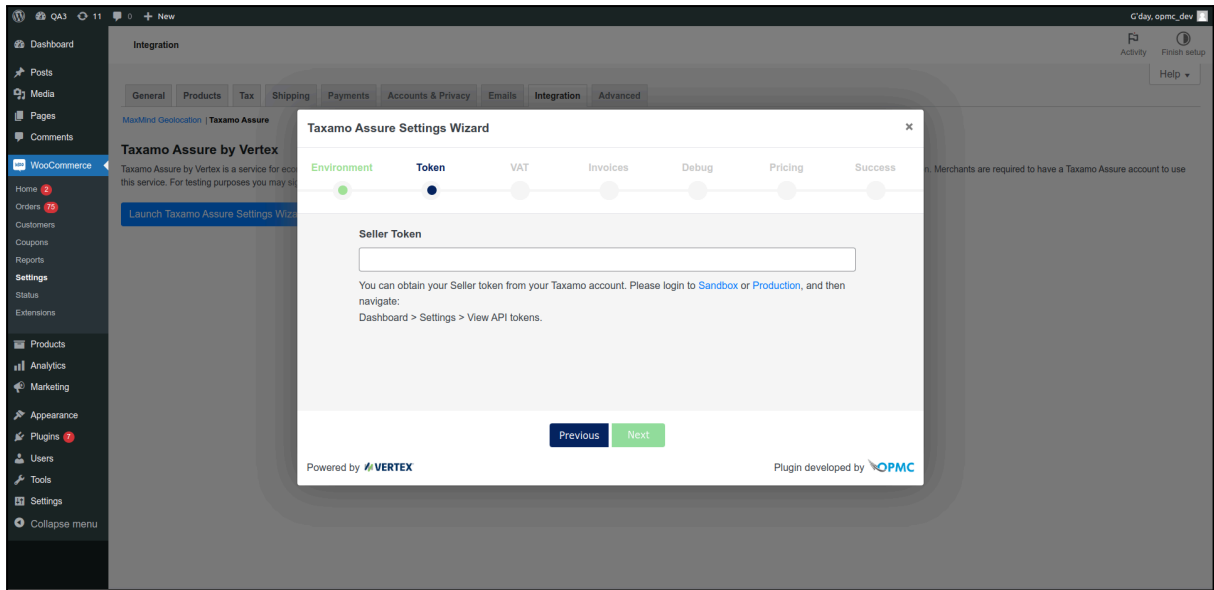 QA3 11 0 + New
G'day, opmc_dev
Dashboard
Posts
Media
Pages
Comments
WooCommerce
Home 2
Orders 75
Customers
Coupons
Reports
Settings
Status
Extensions
Products
Analytics
Marketing
Appearance
Plugins 7
Users
Tools
Settings
Collapse menu
Integration
Activity Finish setup
Help
General Products Tax Shipping Payments Accounts & Privacy Emails Integration Advanced
MaxMind Geolocation | Taxamo Assure
Taxamo Assure by Vertex
Taxamo Assure by Vertex is a service for eco
n. Merchants are required to have a Taxamo Assure account to use
this service. For testing purposes you may si
Launch Taxamo Assure Settings Wiza
Taxamo Assure Settings Wizard ×
Environment Token VAT Invoices Debug Pricing Success
Seller Token
You can obtain your Seller token from your Taxamo account. Please login to Sandbox or Production, and then
navigate:
Dashboard > Settings > View API tokens.
Previous Next
Powered by VERTEX
Plugin developed by OPMC